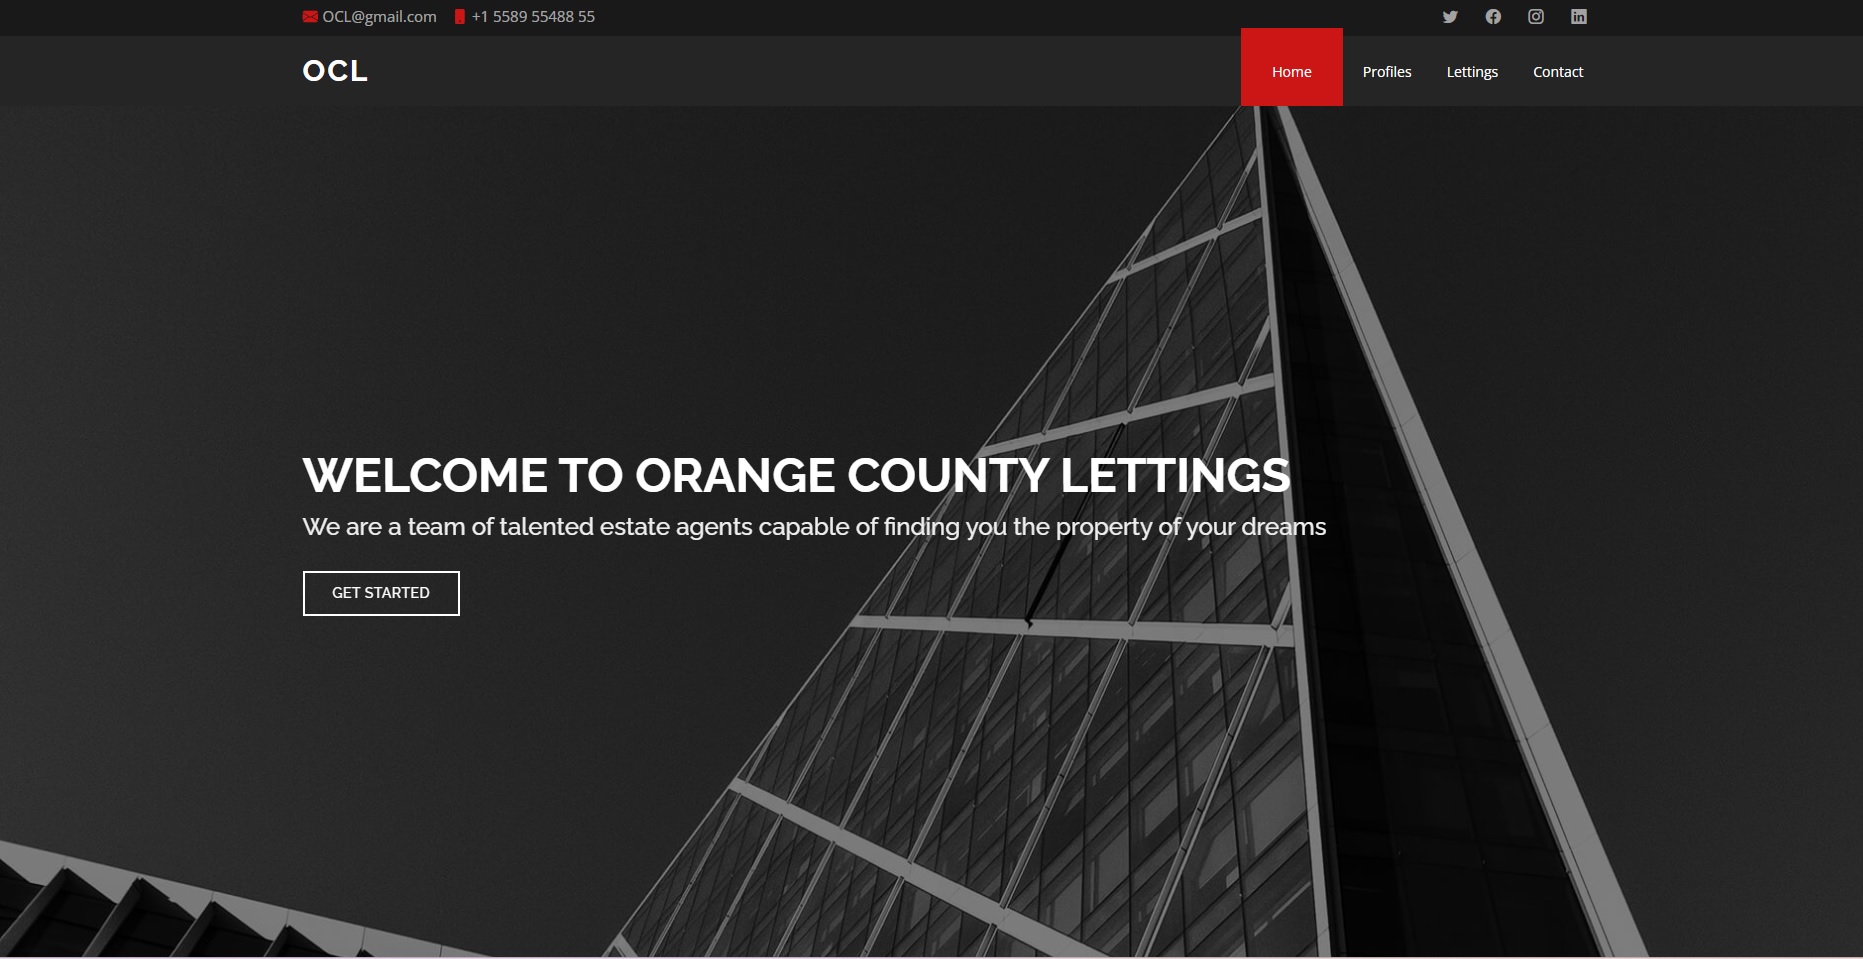 OCL@gmail.com +1 5589 55488 55
OCL
Home Profiles Lettings Contact
WELCOME TO ORANGE COUNTY LETTINGS
We are a team of talented estate agents capable of finding you the property of your dreams
GET STARTED